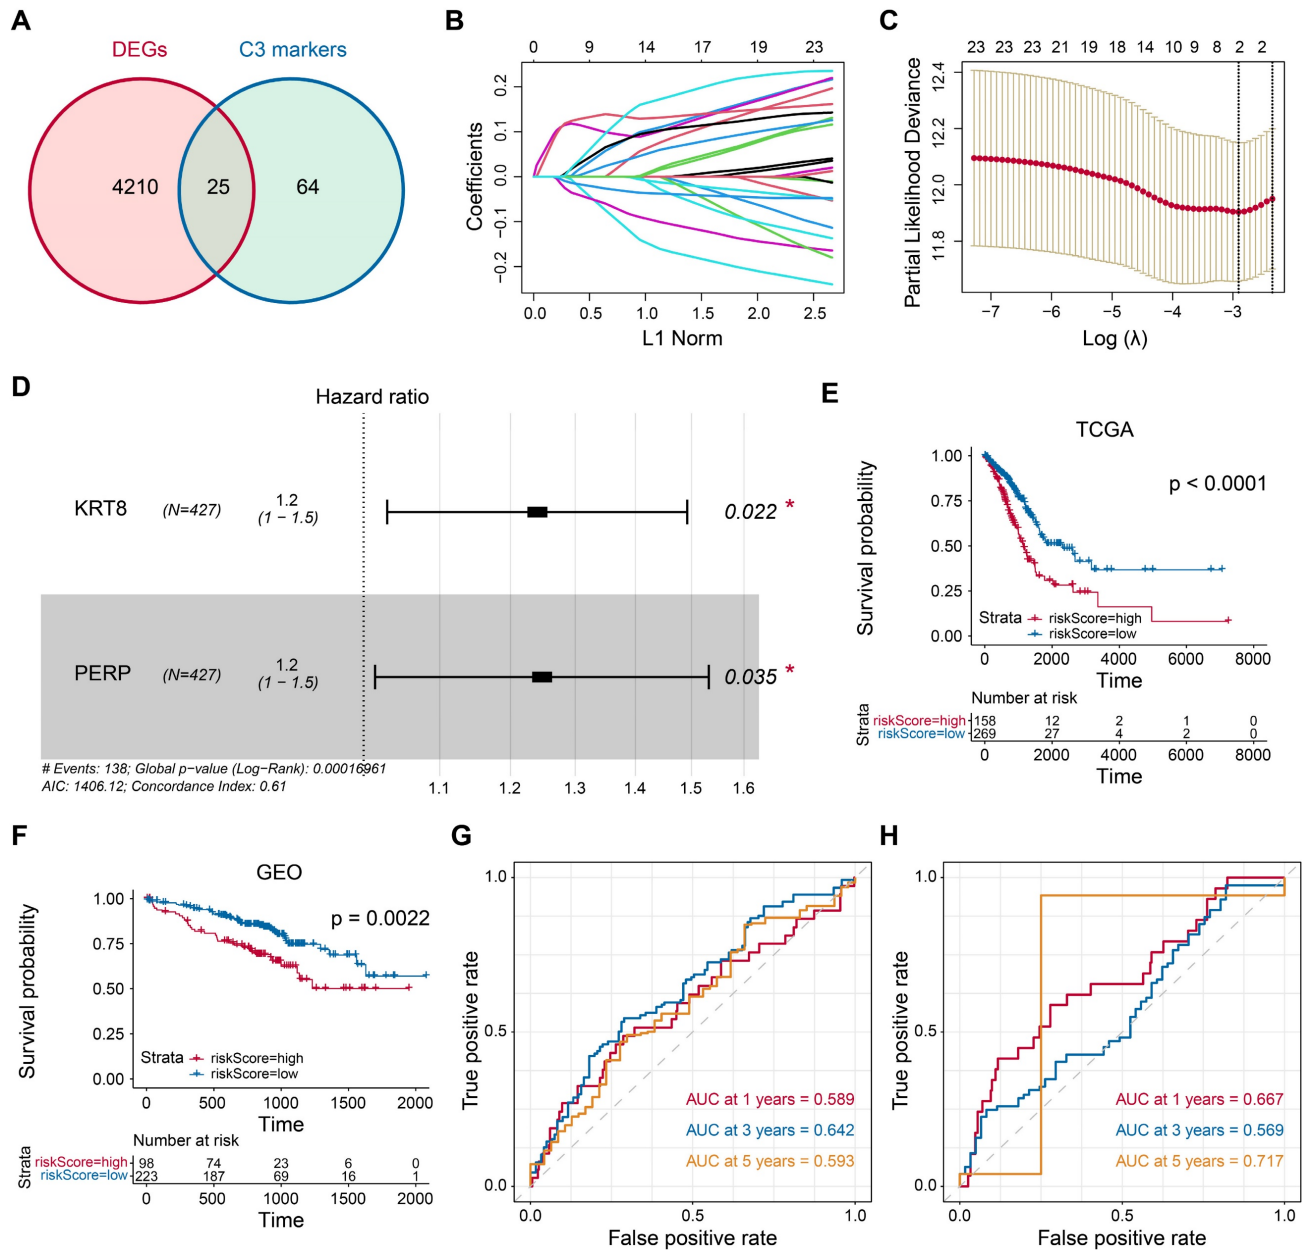 A
DEGs
C3 markers
4210
25
64
B
0 9 14 17 19 23
0.2
0.1
0.0
−0.1
−0.2
Coefficients
0.0 0.5 1.0 1.5 2.0 2.5
L1 Norm
C
23 23 23 21 19 18 14 10 9 8 2 2
12.4
12.2
12.0
11.8
Partial Likelihood Deviance
−7 −6 −5 −4 −3
Log (λ)
D
Hazard ratio
KRT8 (N=427) 1.2 0.022 *
(1 − 1.5)
PERP (N=427) 1.2 0.035 *
(1 − 1.5)
# Events: 138; Global p−value (Log−Rank): 0.00016961
AIC: 1406.12; Concordance Index: 0.61
1.1 1.2 1.3 1.4 1.5 1.6
E
TCGA
p < 0.0001
1.00
0.75
0.50
0.25
0.00
Survival probability
Strata
riskScore=high
riskScore=low
0 2000 4000 6000 8000
Time
Number at risk
Strata
riskScore=high 158 12 2 1 0
riskScore=low 269 27 4 2 0
0 2000 4000 6000 8000
Time
F
GEO
p = 0.0022
1.00
0.75
0.50
0.25
0.00
Survival probability
Strata
riskScore=high
riskScore=low
0 500 1000 1500 2000
Time
Number at risk
Strata
riskScore=high 98 74 23 6 0
riskScore=low 223 187 69 16 1
0 500 1000 1500 2000
Time
G
1.0
0.5
0.0
True positive rate
AUC at 1 years = 0.589
AUC at 3 years = 0.642
AUC at 5 years = 0.593
0.0 0.5 1.0
False positive rate
H
1.0
0.5
0.0
True positive rate
AUC at 1 years = 0.667
AUC at 3 years = 0.569
AUC at 5 years = 0.717
0.0 0.5 1.0
False positive rate